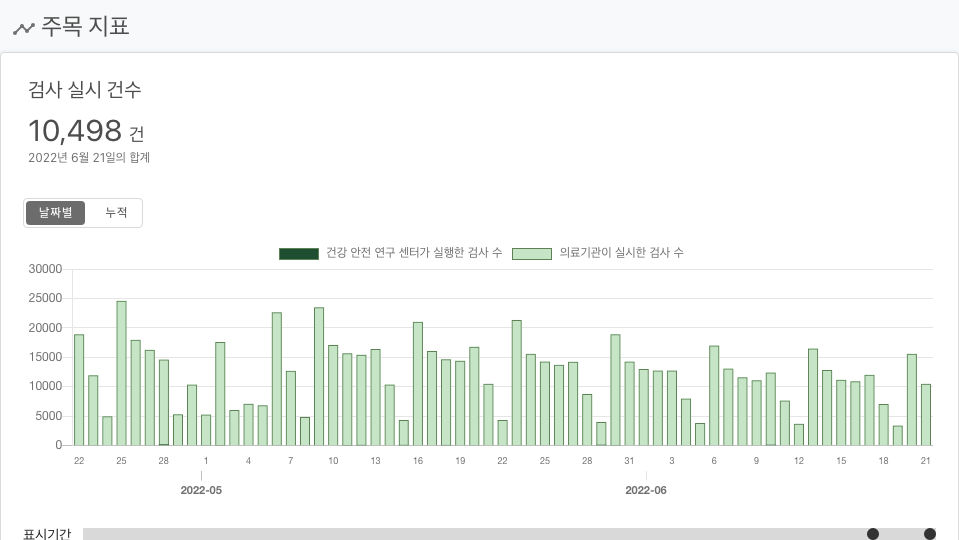 주목 지표
검사 실시 건수
10,498 건
2022년 6월 21일의 합계
날짜별 누적
건강 안전 연구 센터가 실행한 검사 수 의료기관이 실시한 검사 수
30000
25000
20000
15000
10000
5000
0
22 25 28 1 4 7 10 13 16 19 22 25 28 31 3 6 9 12 15 18 21
2022-05 2022-06
표시기간